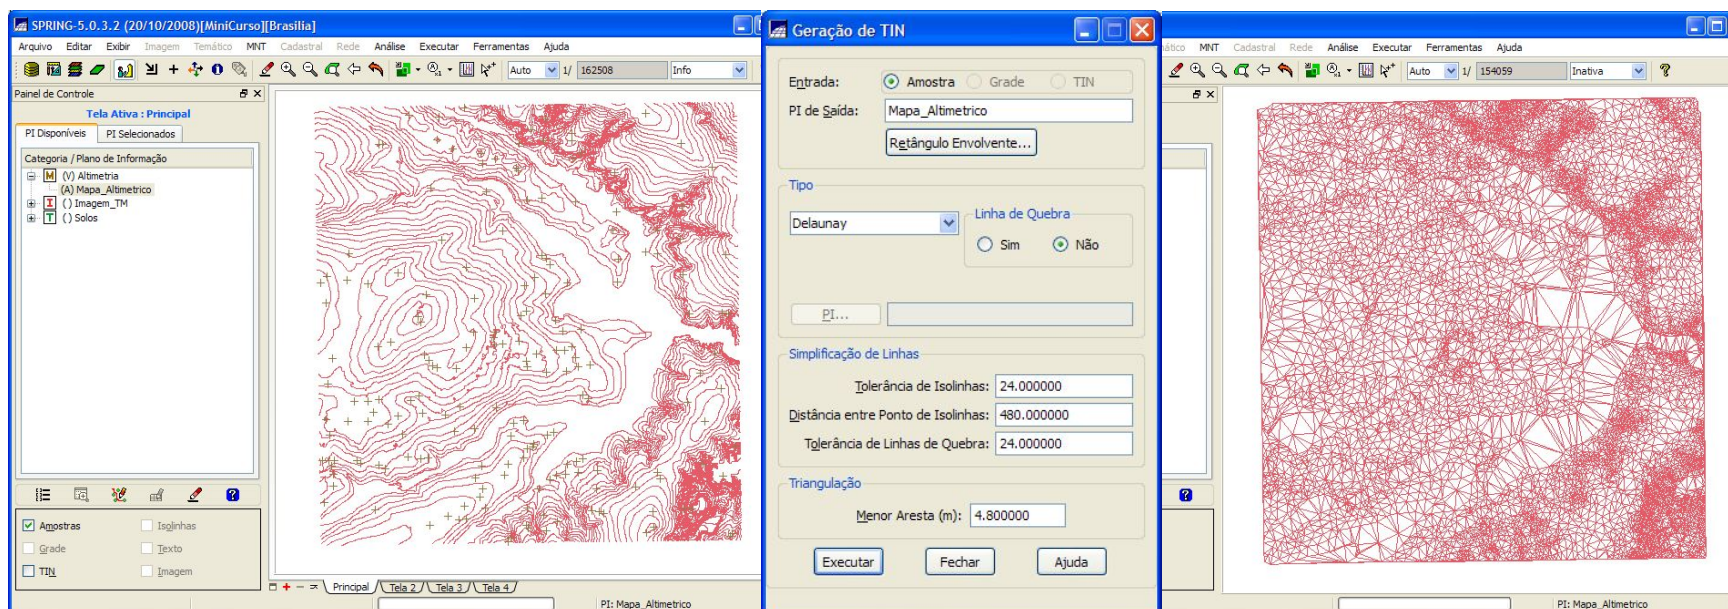 SPRING-5.0.3.2 (20/10/2008)[MiniCurso][Brasilia]
Arquivo Editar Exibir Imagem Temático MNT Cadastral Rede Análise Executar Ferramentas Ajuda
Auto 1/ 162508 Info
Painel de Controle
Tela Ativa : Principal
PI Disponíveis PI Selecionados
Categoria / Plano de Informação
M (V) Altimetria
(A) Mapa_Altimetrico
I ( ) Imagem_TM
T ( ) Solos
Amostras Isolinhas
Grade Texto
TIN Imagem
Principal Tela 2 Tela 3 Tela 4
PI: Mapa_Altimetrico
Geração de TIN
Entrada: Amostra Grade TIN
PI de Saída: Mapa_Altimetrico
Retângulo Envolvente...
Tipo
Delaunay
Linha de Quebra
Sim Não
PI...
Simplificação de Linhas
Tolerância de Isolinhas: 24.000000
Distância entre Ponto de Isolinhas: 480.000000
Tolerância de Linhas de Quebra: 24.000000
Triangulação
Menor Aresta (m): 4.800000
Executar Fechar Ajuda
ático MNT Cadastral Rede Análise Executar Ferramentas Ajuda
Auto 1/ 154059 Inativa
PI: Mapa_Altimetrico